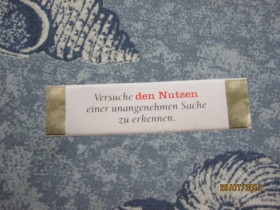 Versuche den Nutzen
einer unangenehmen Sache
zu erkennen.